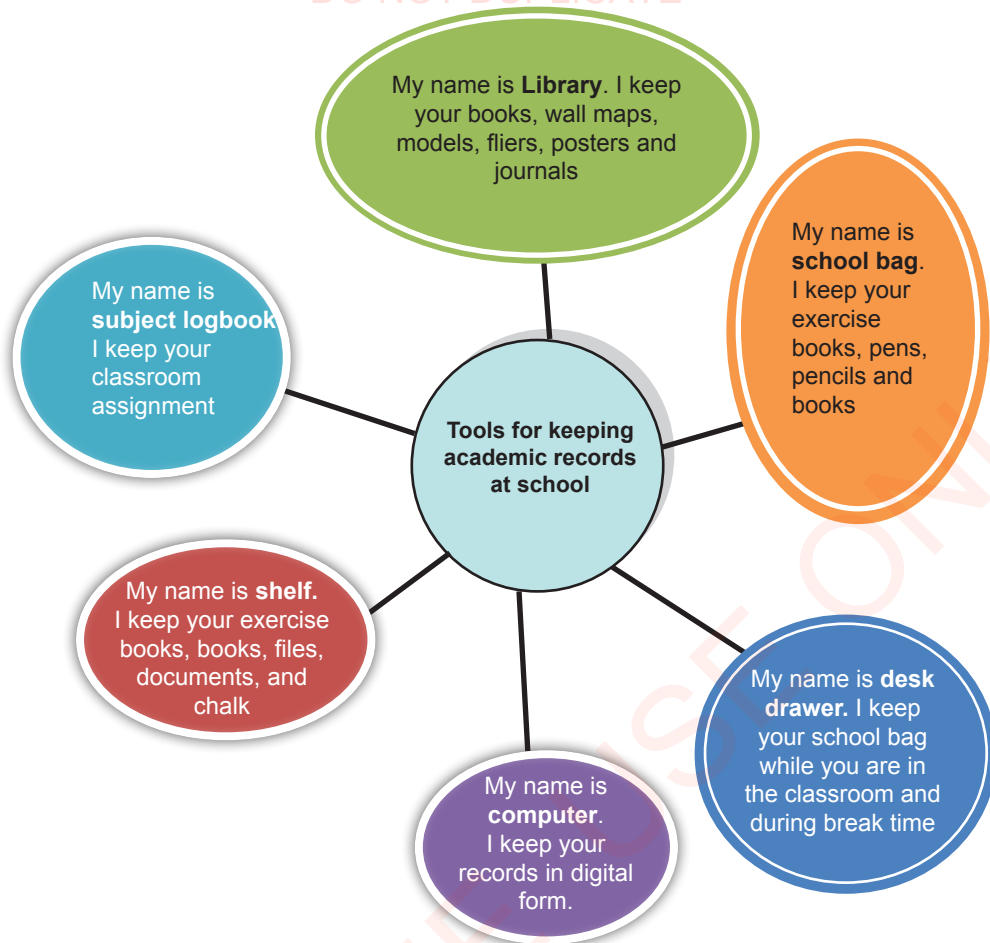 DO NOT DUPLICATE
My name is Library. I keep
your books, wall maps,
models, fliers, posters and
journals
My name is
school bag.
I keep your
exercise
books, pens,
pencils and
books
My name is
subject logbook
I keep your
classroom
assignment
Tools for keeping
academic records
at school
My name is shelf.
I keep your exercise
books, books, files,
documents, and
chalk
My name is desk
drawer. I keep
your school bag
while you are in
the classroom and
during break time
My name is
computer.
I keep your
records in digital
form.
USE